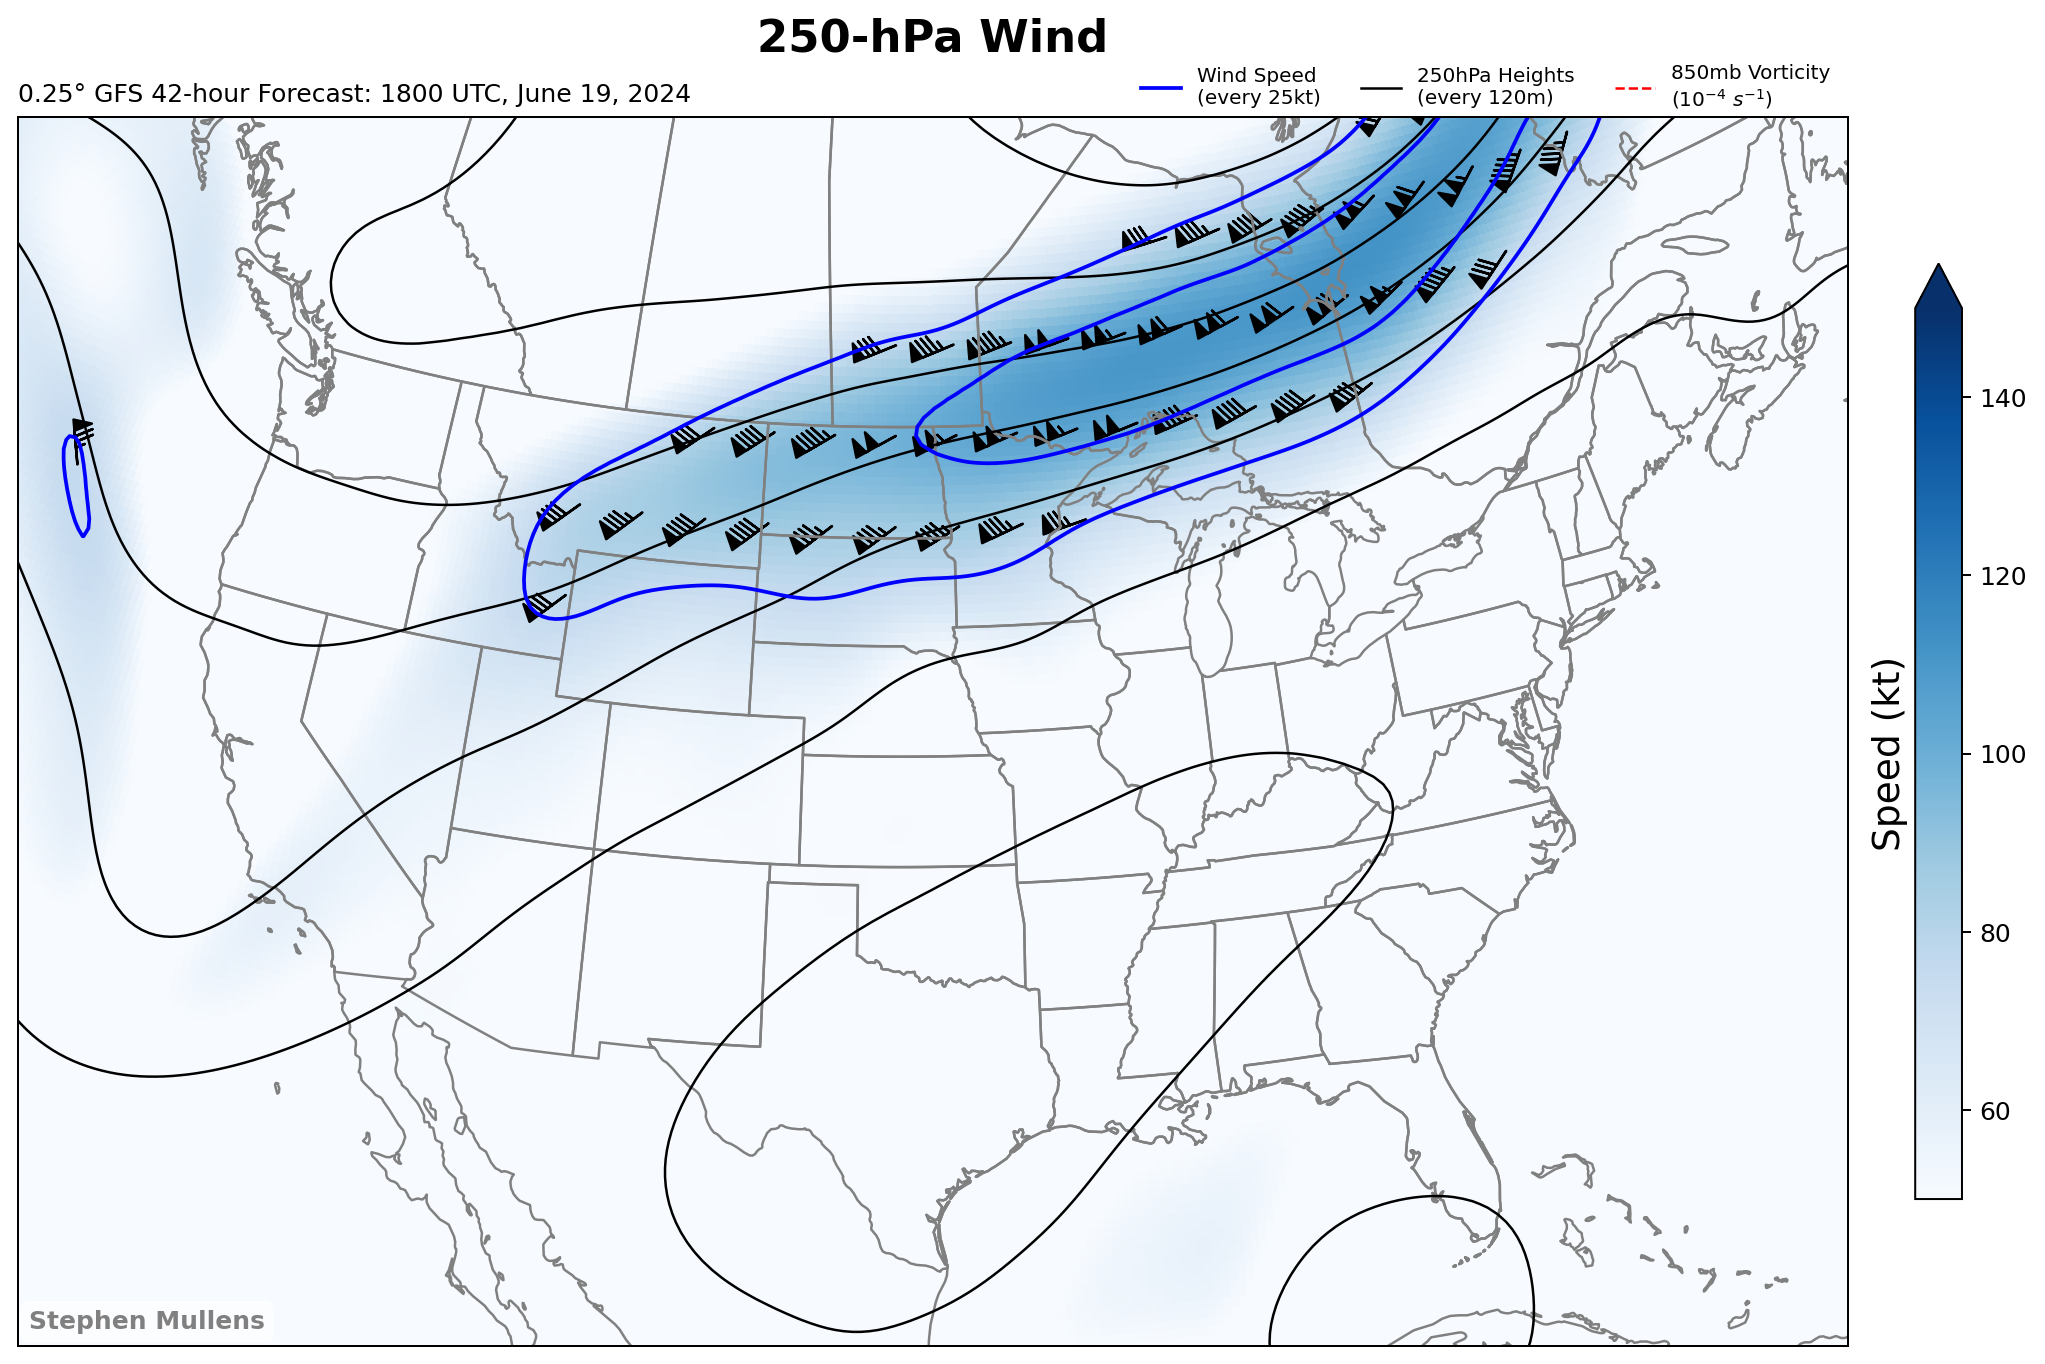 250-hPa Wind
0.25° GFS 42-hour Forecast: 1800 UTC, June 19, 2024
Wind Speed
(every 25kt)
250hPa Heights
(every 120m)
850mb Vorticity
(10⁻⁴ s⁻¹)
140
120
100
80
60
Speed (kt)
Stephen Mullens